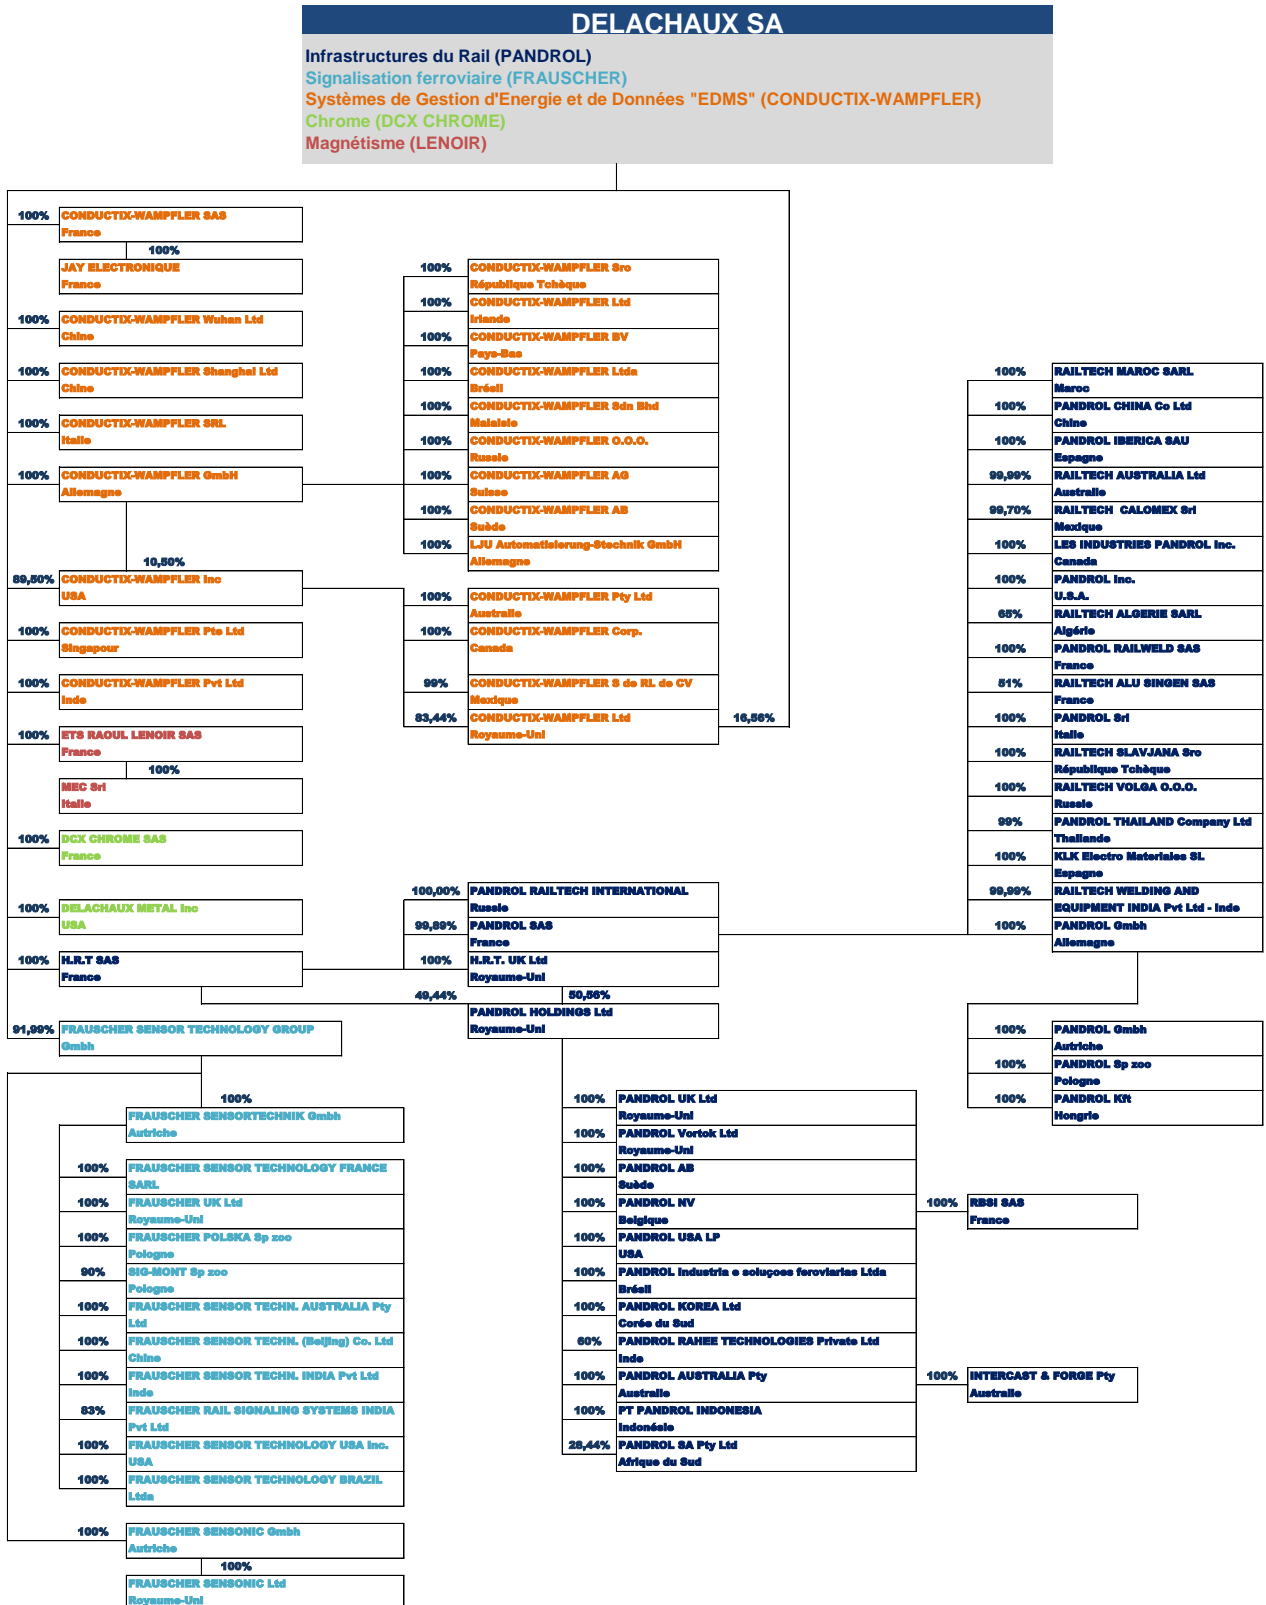 DELACHAUX SA
Infrastructures du Rail (PANDROL)
Signalisation ferroviaire (FRAUSCHER)
Systèmes de Gestion d'Energie et de Données "EDMS" (CONDUCTIX-WAMPFLER)
Chrome (DCX CHROME)
Magnétisme (LENOIR)
100% CONDUCTIX-WAMPFLER SAS
France
100%
JAY ELECTRONIQUE
France
100% CONDUCTIX-WAMPFLER Wuhan Ltd
Chine
100% CONDUCTIX-WAMPFLER Shanghai Ltd
Chine
100% CONDUCTIX-WAMPFLER SRL
Italie
100% CONDUCTIX-WAMPFLER GmbH
Allemagne
10,50%
89,50% CONDUCTIX-WAMPFLER Inc
USA
100% CONDUCTIX-WAMPFLER Pte Ltd
Singapour
100% CONDUCTIX-WAMPFLER Pvt Ltd
Inde
100% ETS RAOUL LENOIR SAS
France
100%
MEC Srl
Italie
100% DCX CHROME SAS
France
100% DELACHAUX METAL Inc
USA
100% H.R.T SAS
France
91,99% FRAUSCHER SENSOR TECHNOLOGY GROUP
Gmbh
100%
FRAUSCHER SENSORTECHNIK Gmbh
Autriche
100% FRAUSCHER SENSOR TECHNOLOGY FRANCE
SARL
100% FRAUSCHER UK Ltd
Royaume-Uni
100% FRAUSCHER POLSKA Sp zoo
Pologne
90% SIG-MONT Sp zoo
Pologne
100% FRAUSCHER SENSOR TECHN. AUSTRALIA Pty
Ltd
100% FRAUSCHER SENSOR TECHN. (Beijing) Co. Ltd
Chine
100% FRAUSCHER SENSOR TECHN. INDIA Pvt Ltd
Inde
83% FRAUSCHER RAIL SIGNALING SYSTEMS INDIA
Pvt Ltd
100% FRAUSCHER SENSOR TECHNOLOGY USA Inc.
USA
100% FRAUSCHER SENSOR TECHNOLOGY BRAZIL
Ltda
100% FRAUSCHER SENSONIC Gmbh
Autriche
100%
FRAUSCHER SENSONIC Ltd
Royaume-Uni
100% CONDUCTIX-WAMPFLER Sro
République Tchèque
100% CONDUCTIX-WAMPFLER Ltd
Irlande
100% CONDUCTIX-WAMPFLER BV
Pays-Bas
100% CONDUCTIX-WAMPFLER Ltda
Brésil
100% CONDUCTIX-WAMPFLER Sdn Bhd
Malaisie
100% CONDUCTIX-WAMPFLER O.O.O.
Russie
100% CONDUCTIX-WAMPFLER AG
Suisse
100% CONDUCTIX-WAMPFLER AB
Suède
100% LJU Automatisierung-Stechnik GmbH
Allemagne
100% CONDUCTIX-WAMPFLER Pty Ltd
Australie
100% CONDUCTIX-WAMPFLER Corp.
Canada
99% CONDUCTIX-WAMPFLER S de RL de CV
Mexique
83,44% CONDUCTIX-WAMPFLER Ltd 16,56%
Royaume-Uni
100,00% PANDROL RAILTECH INTERNATIONAL
Russie
99,89% PANDROL SAS
France
100% H.R.T. UK Ltd
Royaume-Uni
49,44% 50,56%
PANDROL HOLDINGS Ltd
Royaume-Uni
100% PANDROL UK Ltd
Royaume-Uni
100% PANDROL Vortok Ltd
Royaume-Uni
100% PANDROL AB
Suède
100% PANDROL NV
Belgique
100% PANDROL USA LP
USA
100% PANDROL Industria e soluçoes feroviarias Ltda
Brésil
100% PANDROL KOREA Ltd
Corée du Sud
60% PANDROL RAHEE TECHNOLOGIES Private Ltd
Inde
100% PANDROL AUSTRALIA Pty
Australie
100% PT PANDROL INDONESIA
Indonésie
28,44% PANDROL SA Pty Ltd
Afrique du Sud
100% RBSI SAS
France
100% INTERCAST & FORGE Pty
Australie
100% RAILTECH MAROC SARL
Maroc
100% PANDROL CHINA Co Ltd
Chine
100% PANDROL IBERICA SAU
Espagne
99,99% RAILTECH AUSTRALIA Ltd
Australie
99,70% RAILTECH CALOMEX Srl
Mexique
100% LES INDUSTRIES PANDROL Inc.
Canada
100% PANDROL Inc.
U.S.A.
65% RAILTECH ALGERIE SARL
Algérie
100% PANDROL RAILWELD SAS
France
51% RAILTECH ALU SINGEN SAS
France
100% PANDROL Srl
Italie
100% RAILTECH SLAVJANA Sro
République Tchèque
100% RAILTECH VOLGA O.O.O.
Russie
99% PANDROL THAILAND Company Ltd
Thailande
100% KLK Electro Materiales SL
Espagne
99,99% RAILTECH WELDING AND
EQUIPMENT INDIA Pvt Ltd - Inde
100% PANDROL Gmbh
Allemagne
100% PANDROL Gmbh
Autriche
100% PANDROL Sp zoo
Pologne
100% PANDROL Kft
Hongrie